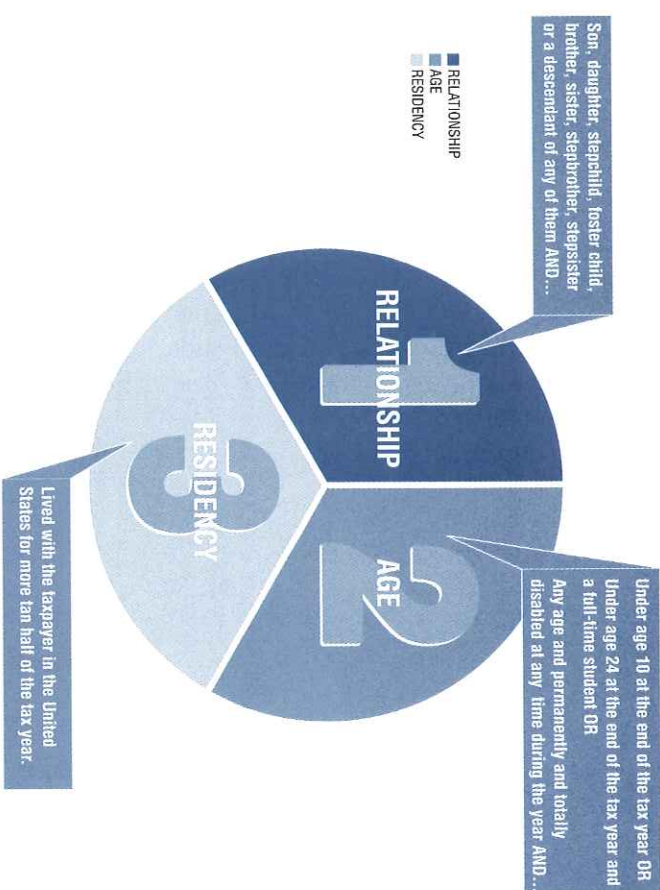 Son, daughter, stepchild, foster child,
brother, sister, stepbrother, stepsister
or a descendant of any of them AND...
RELATIONSHIP
AGE
RESIDENCY
1
RELATIONSHIP
2
AGE
3
RESIDENCY
Under age 10 at the end of the tax year OR
Under age 24 at the end of the tax year and
a full-time student OR
Any age and permanently and totally
disabled at any time during the year AND...
Lived with the taxpayer in the United
States for more tan half of the tax year.